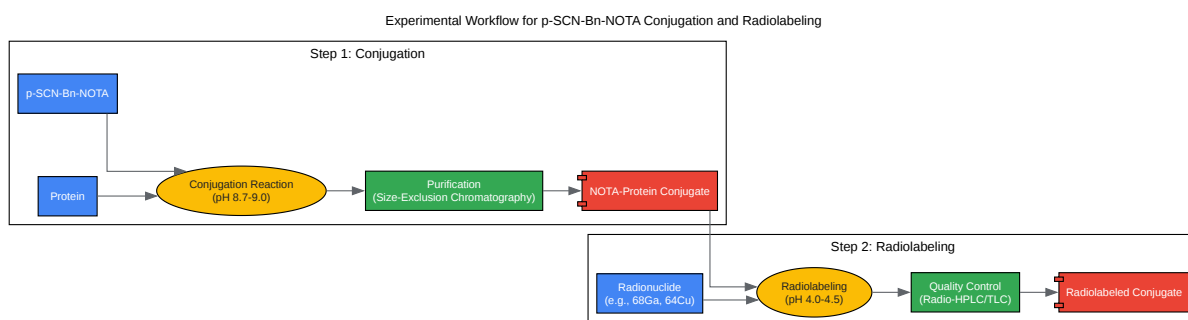 Experimental Workflow for p-SCN-Bn-NOTA Conjugation and Radiolabeling
Step 1: Conjugation
p-SCN-Bn-NOTA
Protein
Conjugation Reaction
(pH 8.7-9.0)
Purification
(Size-Exclusion Chromatography)
NOTA-Protein Conjugate
Step 2: Radiolabeling
Radionuclide
(e.g., 68Ga, 64Cu)
Radiolabeling
(pH 4.0-4.5)
Quality Control
(Radio-HPLC/TLC)
Radiolabeled Conjugate